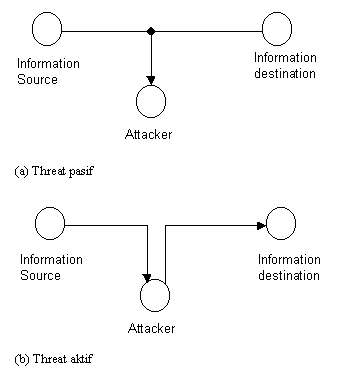 Information
Source
Information
destination
Attacker
(a) Threat pasif
Information
Source
Information
destination
Attacker
(b) Threat aktif